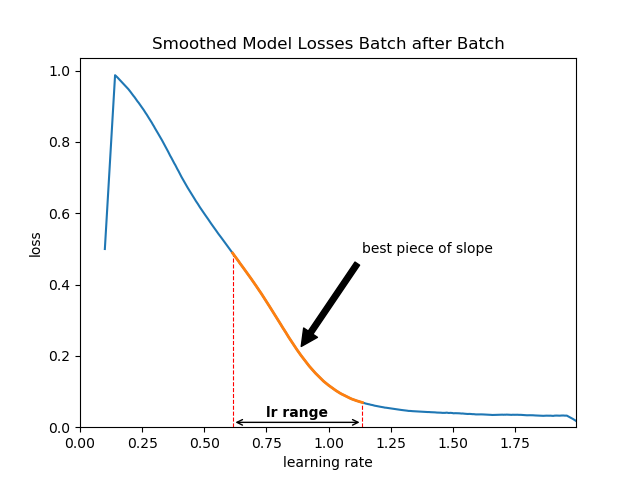 Smoothed Model Losses Batch after Batch
1.0
0.8
0.6
0.4
0.2
0.0
loss
best piece of slope
lr range
0.00 0.25 0.50 0.75 1.00 1.25 1.50 1.75
learning rate